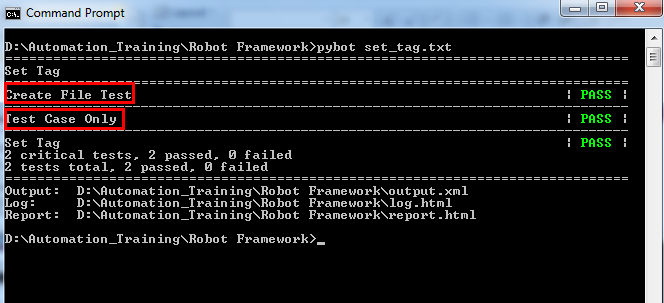 Command Prompt
D:\Automation_Training\Robot Framework>pybot set_tag.txt
==============================================================================
Set Tag
==============================================================================
Create File Test | PASS |
------------------------------------------------------------------------------
Test Case Only | PASS |
------------------------------------------------------------------------------
Set Tag | PASS |
2 critical tests, 2 passed, 0 failed
2 tests total, 2 passed, 0 failed
==============================================================================
Output: D:\Automation_Training\Robot Framework\output.xml
Log: D:\Automation_Training\Robot Framework\log.html
Report: D:\Automation_Training\Robot Framework\report.html
D:\Automation_Training\Robot Framework>_